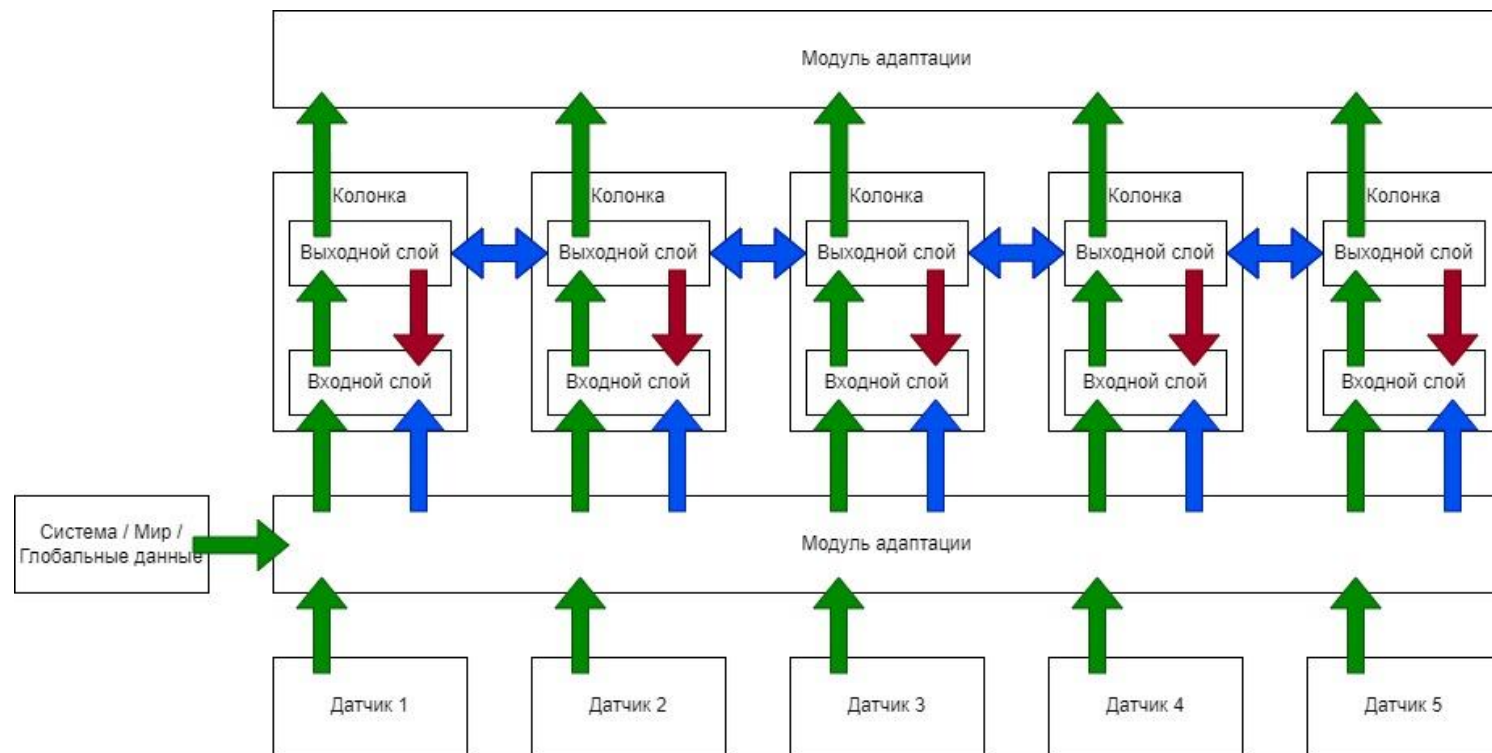 Модуль адаптации
Колонка
Колонка
Колонка
Колонка
Колонка
Выходной слой
Выходной слой
Выходной слой
Выходной слой
Выходной слой
Входной слой
Входной слой
Входной слой
Входной слой
Входной слой
Система / Мир /
Глобальные данные
Модуль адаптации
Датчик 1
Датчик 2
Датчик 3
Датчик 4
Датчик 5